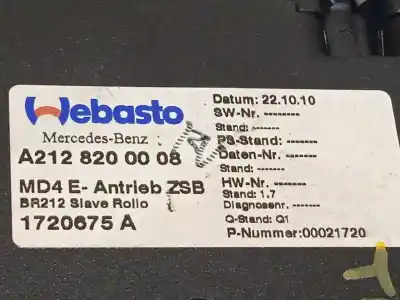 Webasto
Mercedes-Benz
A212 820 00 08
MD4 E- Antrieb ZSB
BR212 Slave Rollo
1720675 A
Datum: 22.10.10
SW-Nr. --------
Stand: -------
PS-Stand: -------
Daten-Nr. -------
Stand: -------
HW-Nr. --------
Stand: 1.7
Diagnosenr. -------
Q-Stand: Q1
P-Nummer:00021720